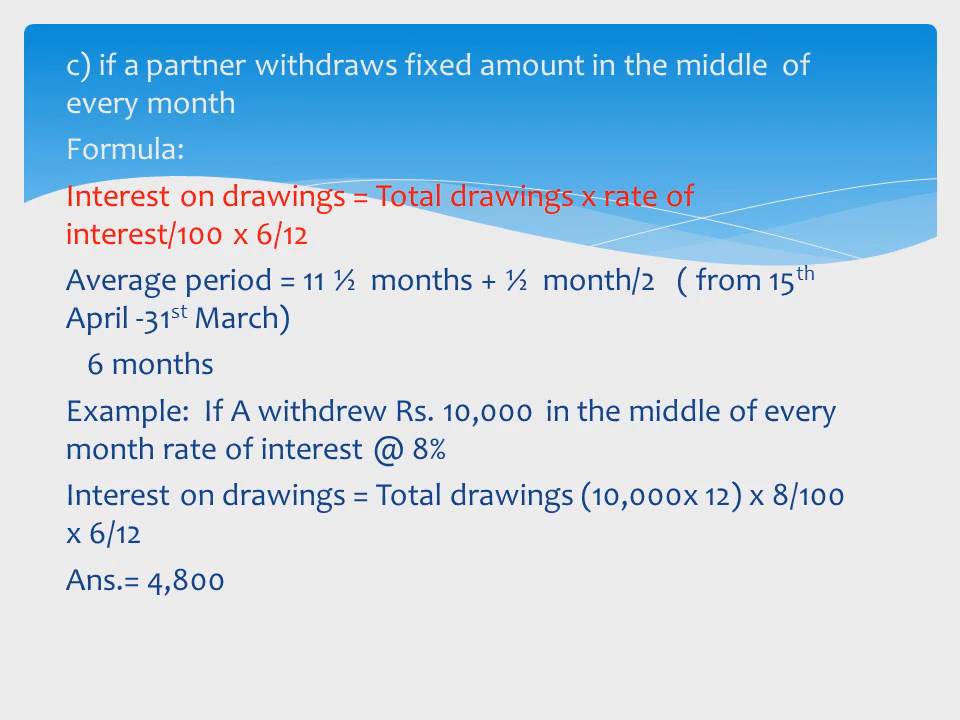 c) if a partner withdraws fixed amount in the middle of
every month
Formula:
Interest on drawings = Total drawings x rate of
interest/100 x 6/12
Average period = 11 ½ months + ½ month/2 ( from 15th
April -31st March)
6 months
Example: If A withdrew Rs. 10,000 in the middle of every
month rate of interest @ 8%
Interest on drawings = Total drawings (10,000x 12) x 8/100
x 6/12
Ans.= 4,800